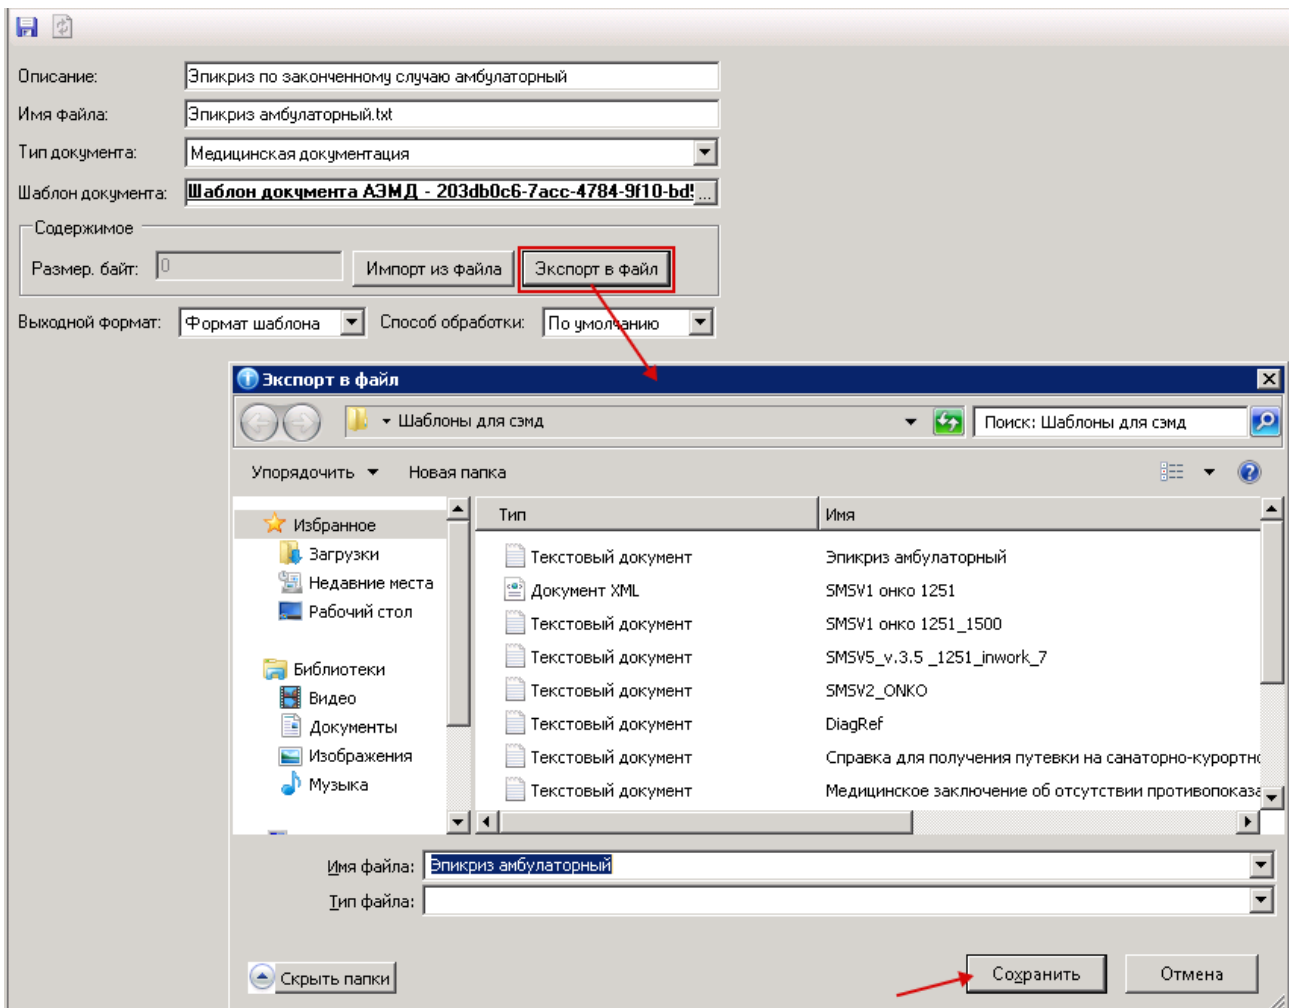 Описание: Эпикриз по законченному случаю амбулаторный
Имя файла: Эпикриз амбулаторный.txt
Тип документа: Медицинская документация
Шаблон документа: Шаблон документа АЭМД - 203db0c6-7acc-4784-9f10-bd! ...
Содержимое
Размер. байт: 0 Импорт из файла Экспорт в файл
Выходной формат: Формат шаблона Способ обработки: По умолчанию
Экспорт в файл
Шаблоны для сэмд Поиск: Шаблоны для сэмд
Упорядочить Новая папка
Избранное
Загрузки
Недавние места
Рабочий стол
Библиотеки
Видео
Документы
Изображения
Музыка
Тип Имя
Текстовый документ Эпикриз амбулаторный
Документ XML SMSV1 онко 1251
Текстовый документ SMSV1 онко 1251_1500
Текстовый документ SMSV5_v.3.5 _1251_inwork_7
Текстовый документ SMSV2_ONKO
Текстовый документ DiagRef
Текстовый документ Справка для получения путевки на санаторно-курортно
Текстовый документ Медицинское заключение об отсутствии противопоказа
Имя файла: Эпикриз амбулаторный
Тип файла:
Скрыть папки Сохранить Отмена